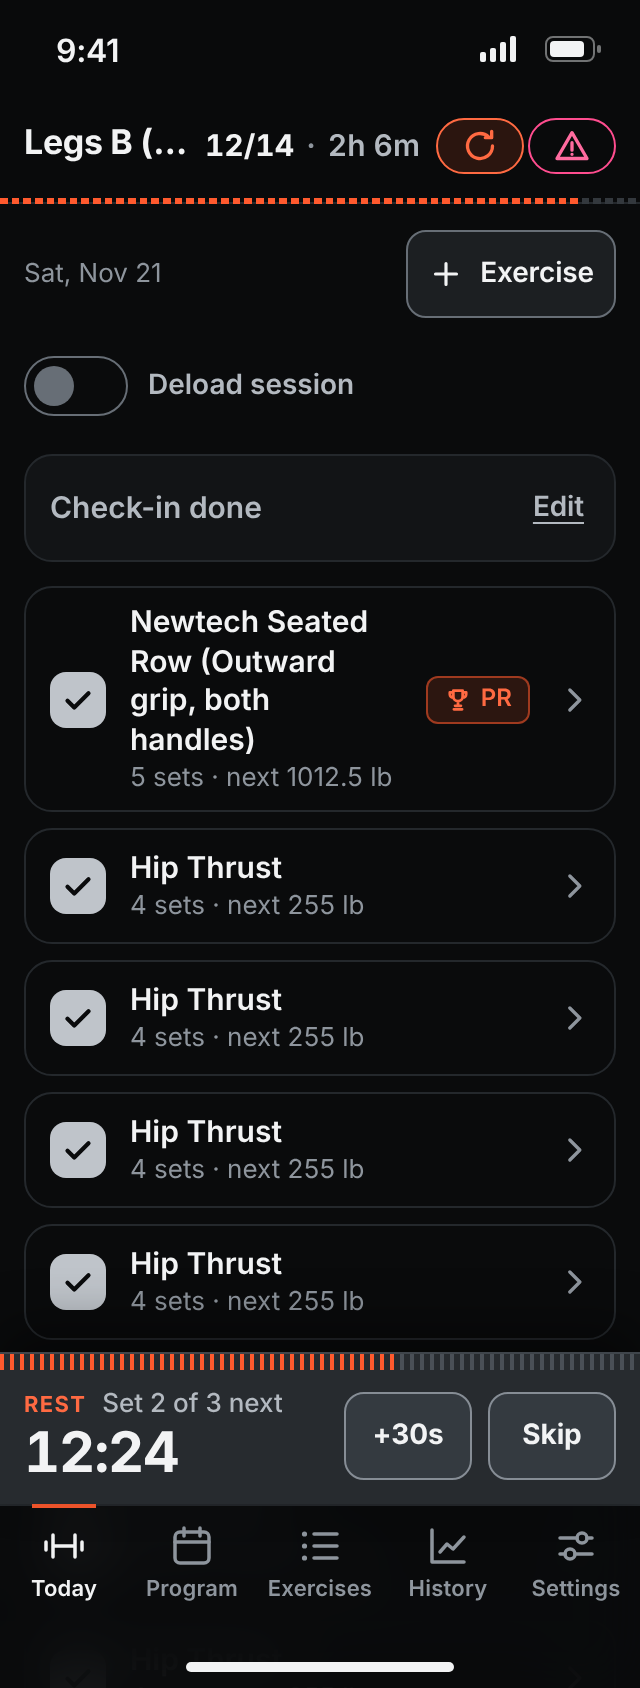 9:41
Legs B (... 12/14 · 2h 6m
Sat, Nov 21
Exercise
Deload session
Check-in done
Edit
Newtech Seated
Row (Outward
grip, both
handles)
5 sets · next 1012.5 lb
PR
Hip Thrust
4 sets · next 255 lb
Hip Thrust
4 sets · next 255 lb
Hip Thrust
4 sets · next 255 lb
Hip Thrust
4 sets · next 255 lb
REST Set 2 of 3 next
12:24
+30s
Skip
Today
Program
Exercises
History
Settings